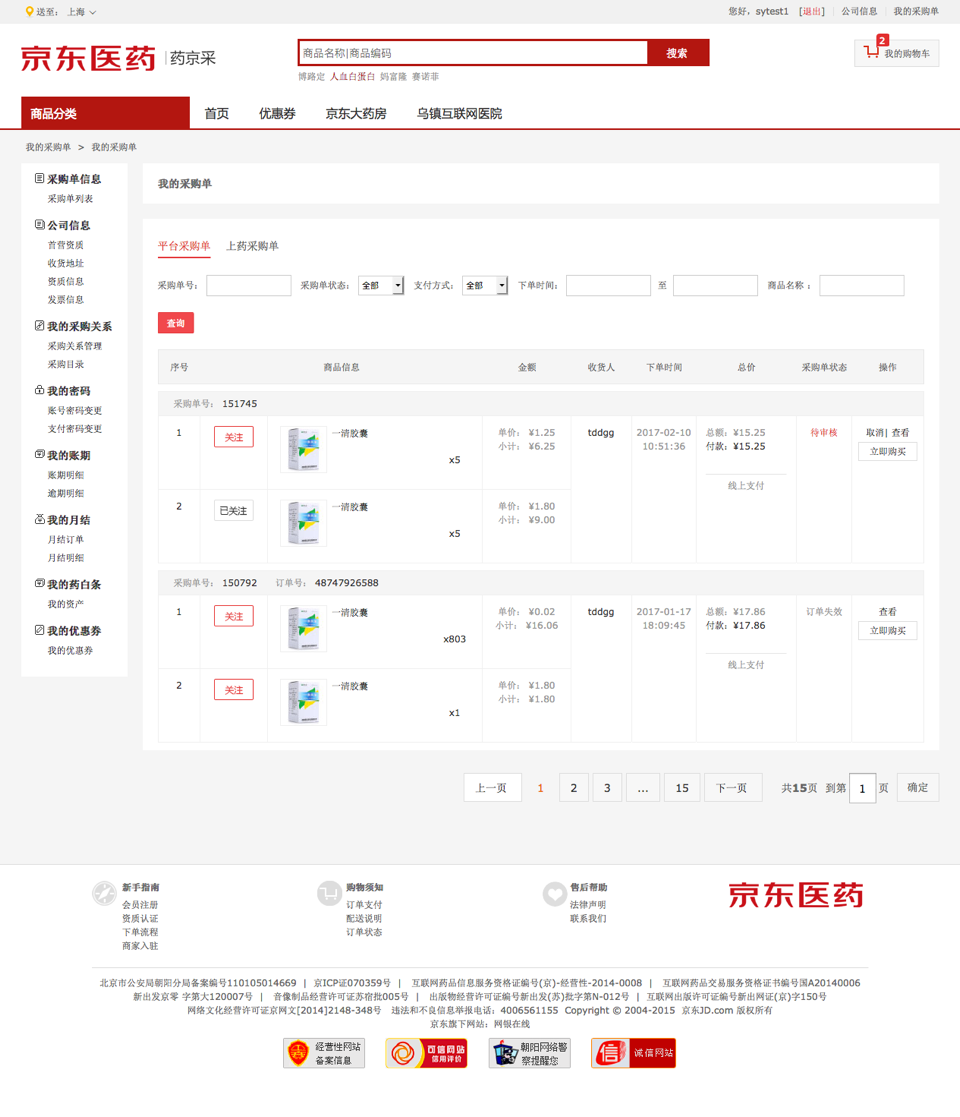 送至： 上海
您好，sytest1 [退出] 公司信息 我的采购单
京东医药 药京采
商品名称|商品编码 搜索
2 我的购物车
博路定 人血白蛋白 妈富隆 赛诺菲
商品分类 首页 优惠券 京东大药房 乌镇互联网医院
我的采购单 > 我的采购单
采购单信息
采购单列表
公司信息
首营资质
收货地址
资质信息
发票信息
我的采购关系
采购关系管理
采购目录
我的密码
账号密码变更
支付密码变更
我的账期
账期明细
逾期明细
我的月结
月结订单
月结明细
我的药白条
我的资产
我的优惠券
我的优惠券
我的采购单
平台采购单 上药采购单
采购单号： 采购单状态： 全部 支付方式： 全部 下单时间： 至 商品名称 ：
查询
序号 商品信息 金额 收货人 下单时间 总价 采购单状态 操作
采购单号： 151745
1 关注 一清胶囊 x5 单价： ¥1.25 tddgg 2017-02-10 总额：¥15.25 待审核 取消| 查看
小计： ¥6.25 10:51:36 付款：¥15.25 立即购买
线上支付
2 已关注 一清胶囊 x5 单价： ¥1.80
小计： ¥9.00
采购单号： 150792 订单号： 48747926588
1 关注 一清胶囊 x803 单价： ¥0.02 tddgg 2017-01-17 总额：¥17.86 订单失效 查看
小计： ¥16.06 18:09:45 付款：¥17.86 立即购买
线上支付
2 关注 一清胶囊 x1 单价： ¥1.80
小计： ¥1.80
上一页 1 2 3 ... 15 下一页 共15页 到第 1 页 确定
新手指南
会员注册
资质认证
下单流程
商家入驻
购物须知
订单支付
配送说明
订单状态
售后帮助
法律声明
联系我们
京东医药
北京市公安局朝阳分局备案编号110105014669 | 京ICP证070359号 | 互联网药品信息服务资格证编号(京)-经营性-2014-0008 | 互联网药品交易服务资格证书编号国A20140006
新出发京零 字第大120007号 | 音像制品经营许可证苏宿批005号 | 出版物经营许可证编号新出发(苏)批字第N-012号 | 互联网出版许可证编号新出网证(京)字150号
网络文化经营许可证京网文[2014]2148-348号 违法和不良信息举报电话：4006561155 Copyright © 2004-2015 京东JD.com 版权所有
京东旗下网站：网银在线
经营性网站
备案信息
可信网站
信用评价
朝阳网络警
察提醒您
信 诚信网站